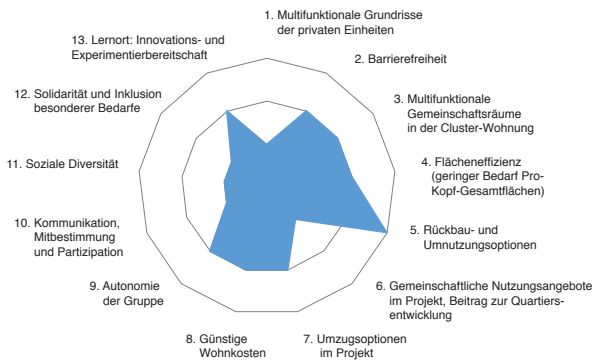 1. Multifunktionale Grundrisse
der privaten Einheiten
2. Barrierefreiheit
3. Multifunktionale
Gemeinschaftsräume
in der Cluster-Wohnung
4. Flächeneffizienz
(geringer Bedarf Pro-
Kopf-Gesamtflächen)
5. Rückbau- und
Umnutzungsoptionen
6. Gemeinschaftliche Nutzungsangebote
im Projekt, Beitrag zur Quartiers-
entwicklung
7. Umzugsoptionen
im Projekt
8. Günstige
Wohnkosten
9. Autonomie
der Gruppe
10. Kommunikation,
Mitbestimmung
und Partizipation
11. Soziale Diversität
12. Solidarität und Inklusion
besonderer Bedarfe
13. Lernort: Innovations- und
Experimentierbereitschaft